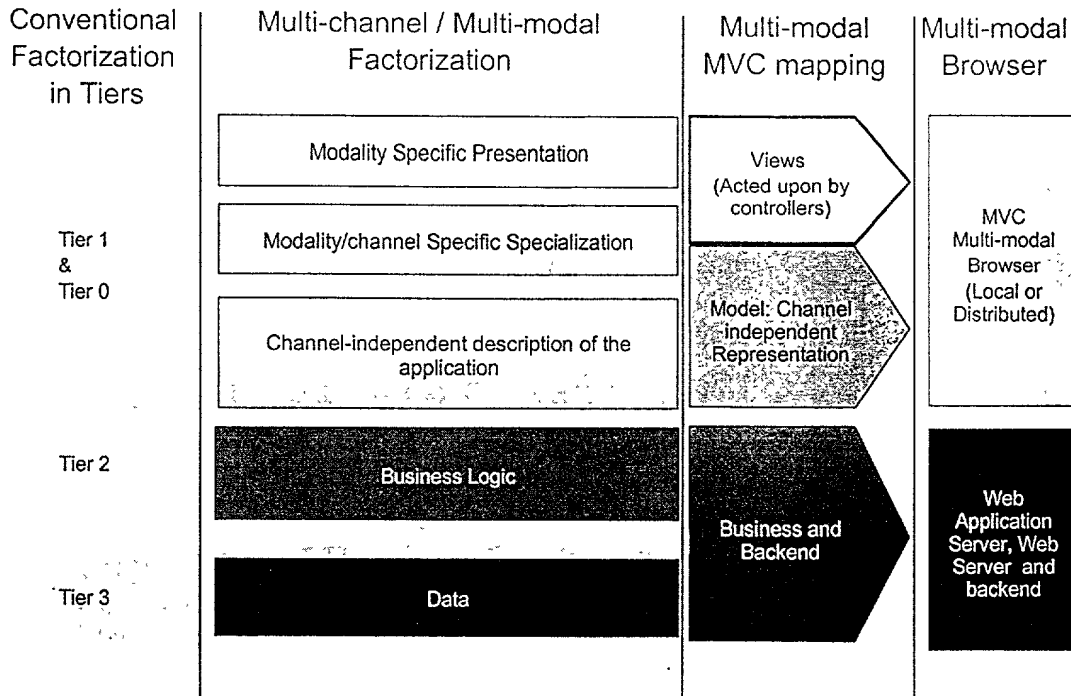 Conventional
Factorization
in Tiers
Multi-channel / Multi-modal
Factorization
Multi-modal
MVC mapping
Multi-modal
Browser
Tier 1
&
Tier 0
Tier 2
Tier 3
Modality Specific Presentation
Modality/channel Specific Specialization
Channel-independent description of the
application
Business Logic
Data
Views
(Acted upon by
controllers)
Model: Channel
independent
Representation
Business and
Backend
MVC
Multi-modal
Browser
(Local or
Distributed)
Web
Application
Server, Web
Server and
backend